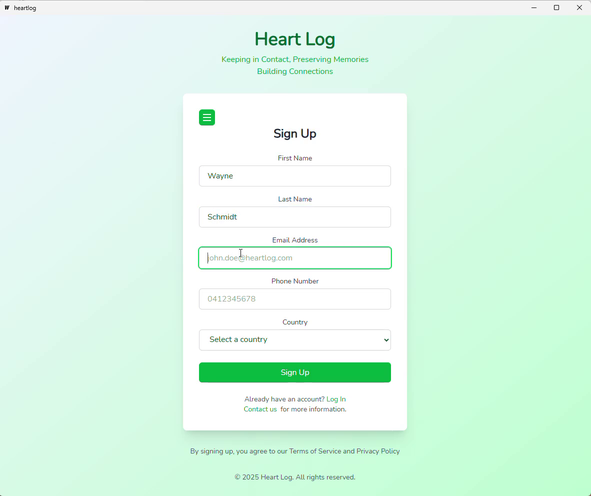 heartlog
Heart Log
Keeping in Contact, Preserving Memories
Building Connections
Sign Up
First Name
Wayne
Last Name
Schmidt
Email Address
john.doe@heartlog.com
Phone Number
0412345678
Country
Select a country
Sign Up
Already have an account? Log In
Contact us for more information.
By signing up, you agree to our Terms of Service and Privacy Policy
© 2025 Heart Log. All rights reserved.